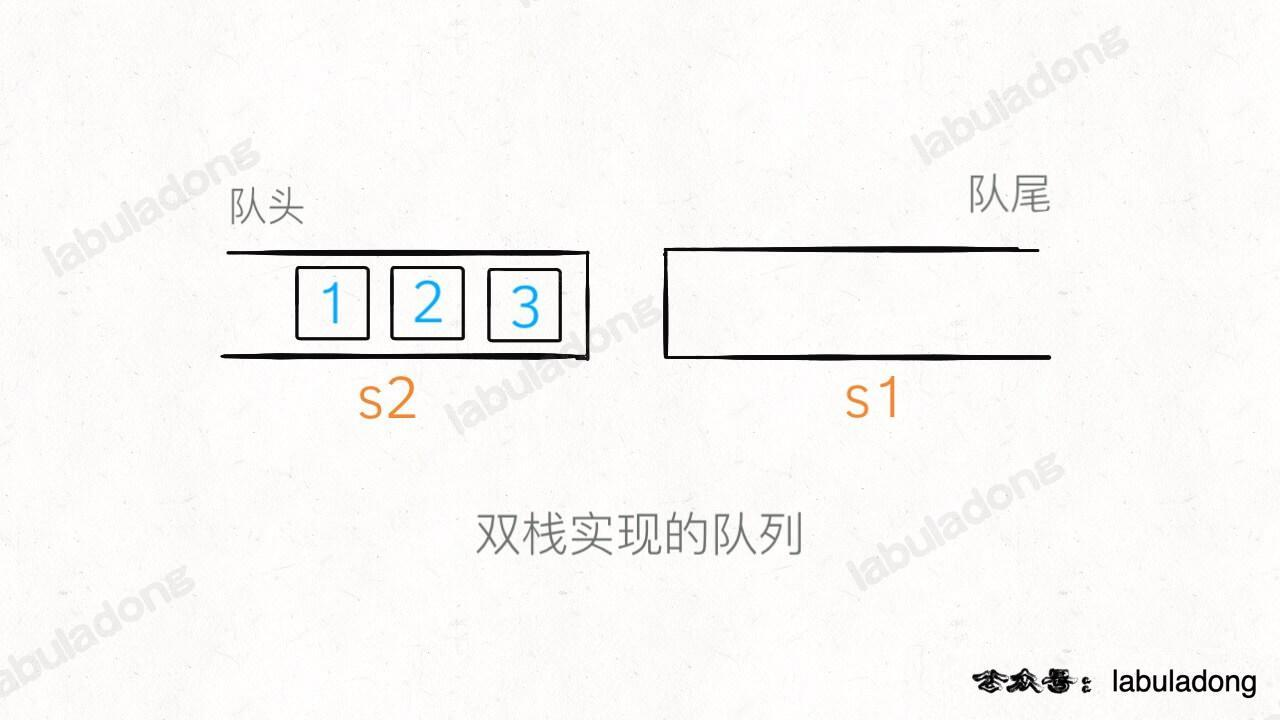 labuladong
labuladong
队头
队尾
1 2 3
labuladong
s2
s1
labuladong
双栈实现的队列
labuladong
公众号： labuladong